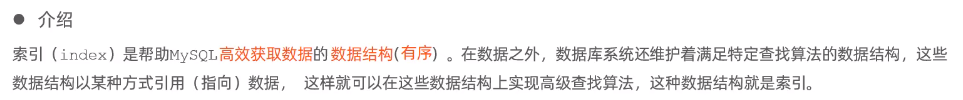 ● 介绍
索引（index）是帮助MySQL高效获取数据的数据结构(有序) 。在数据之外，数据库系统还维护着满足特定查找算法的数据结构，这些
数据结构以某种方式引用（指向）数据， 这样就可以在这些数据结构上实现高级查找算法，这种数据结构就是索引。